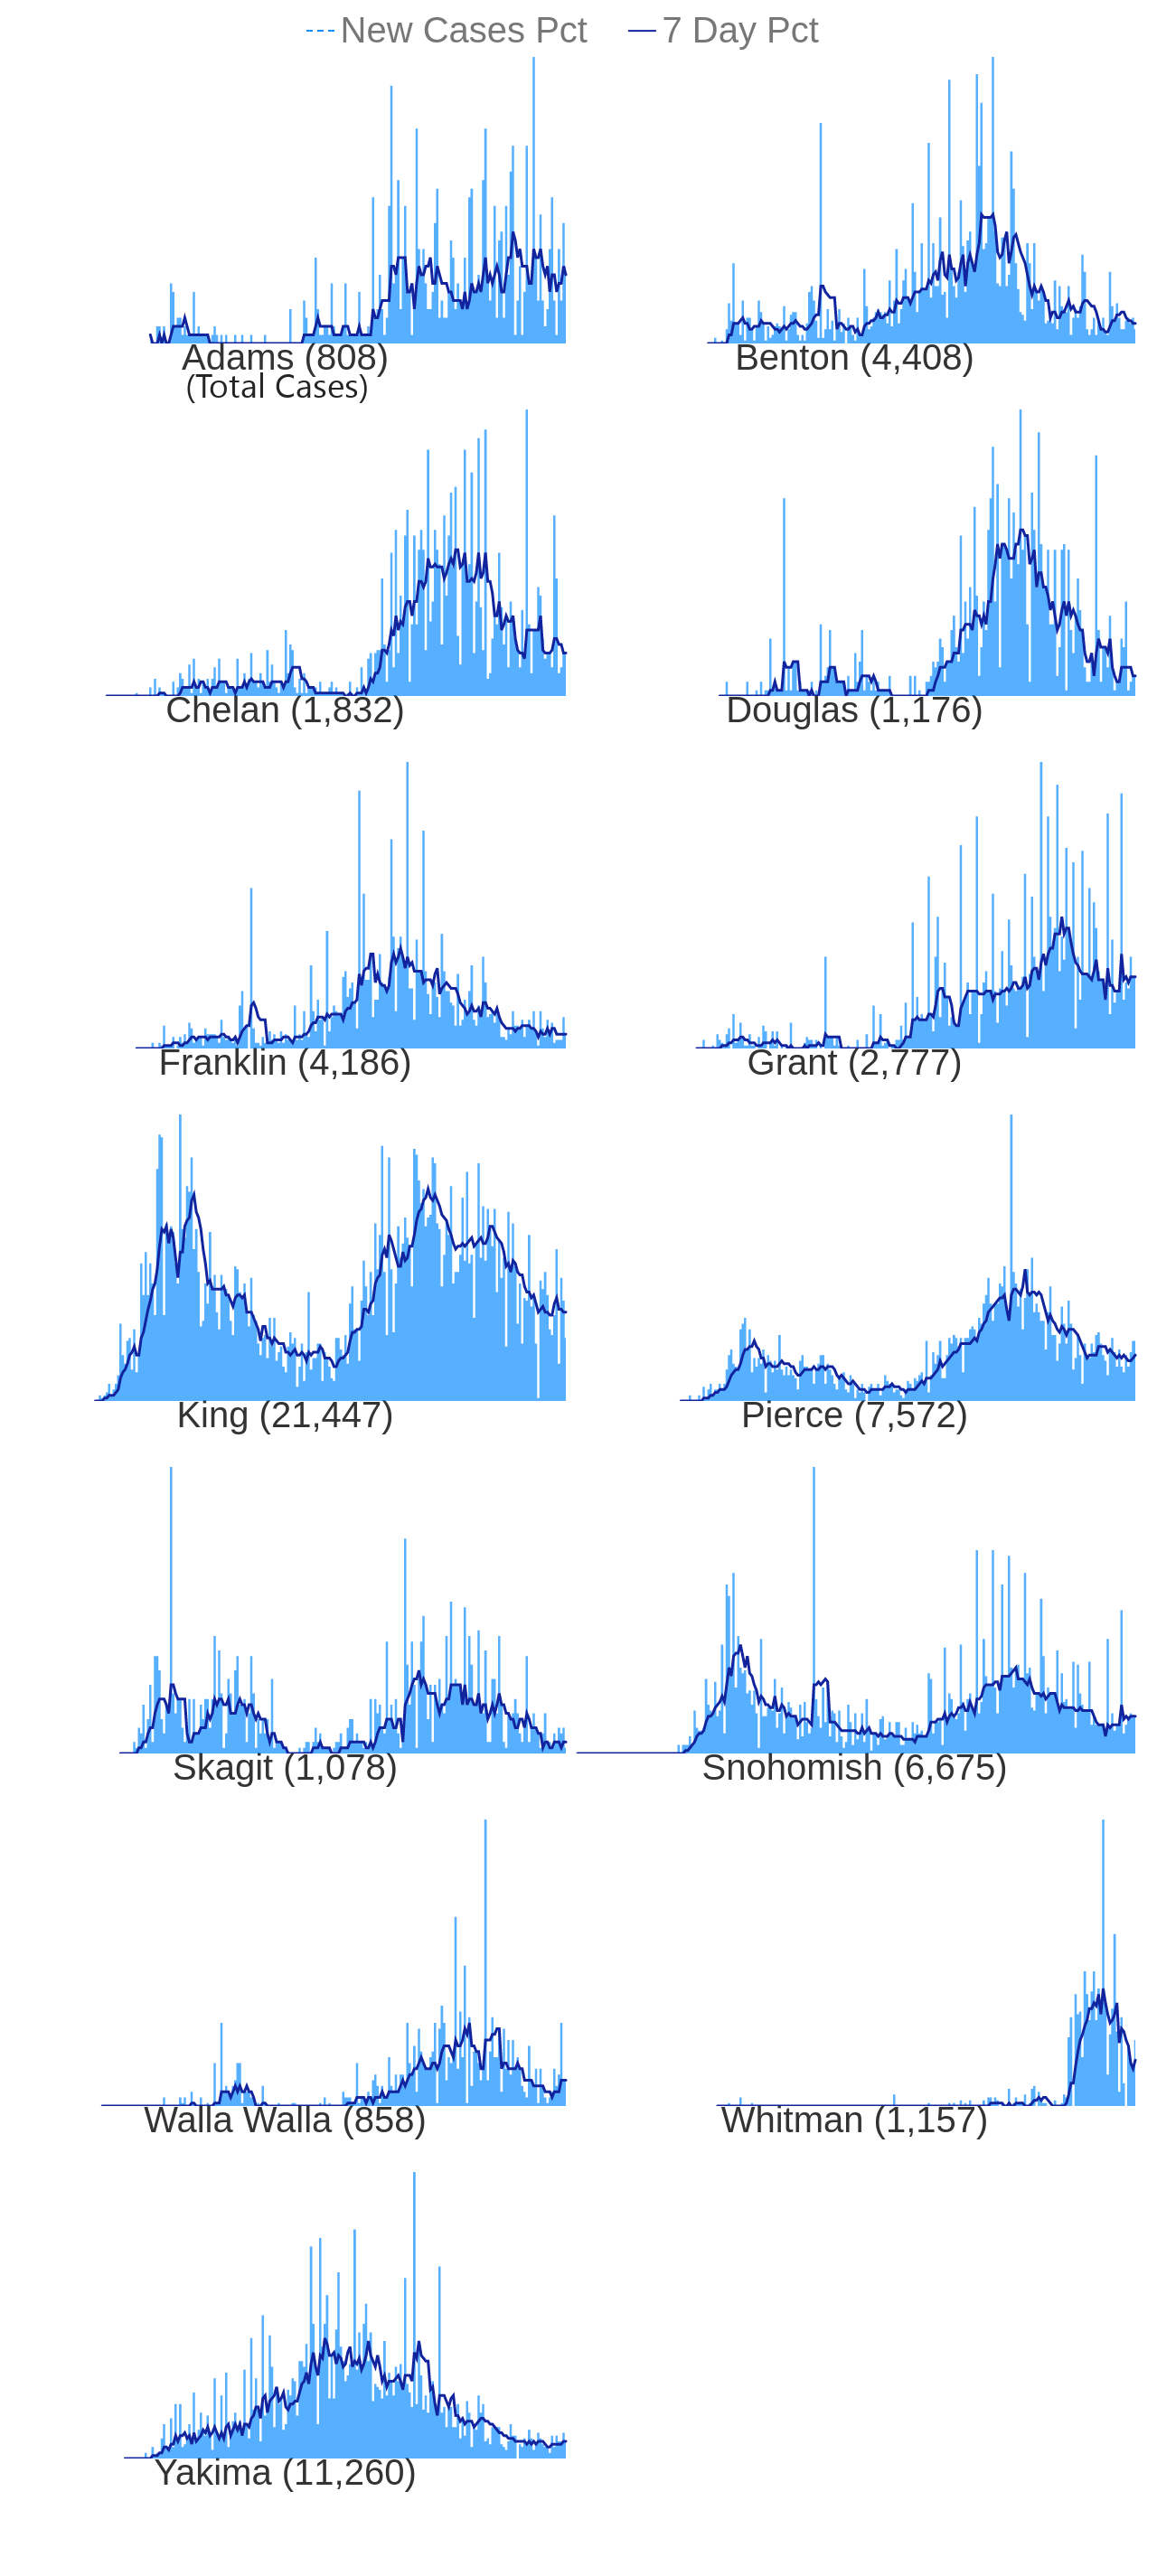 New Cases Pct 7 Day Pct
Adams (808) Benton (4,408)
(Total Cases)
Chelan (1,832) Douglas (1,176)
Franklin (4,186) Grant (2,777)
King (21,447) Pierce (7,572)
Skagit (1,078) Snohomish (6,675)
Walla Walla (858) Whitman (1,157)
Yakima (11,260)